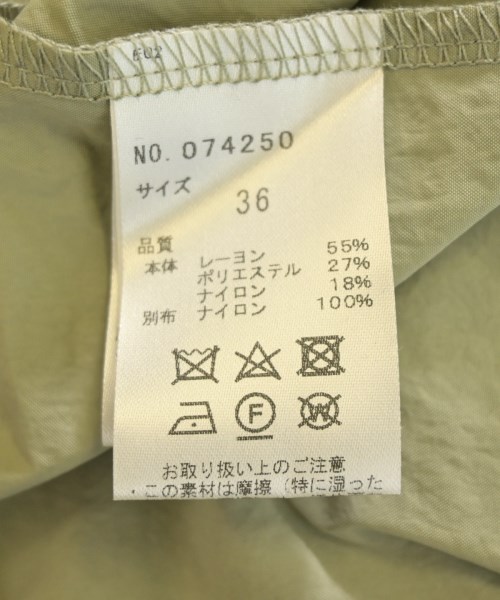 NO. 074250
サイズ
36
品質
本体 レーヨン 55%
ポリエステル 27%
ナイロン 18%
別布 ナイロン 100%
F W
お取り扱い上のご注意
・この素材は摩擦（特に湿った